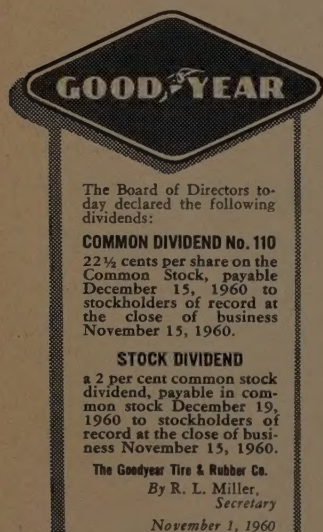 GOOD YEAR
The Board of Directors to-
day declared the following
dividends:
COMMON DIVIDEND No. 110
22½ cents per share on the
Common Stock, payable
December 15, 1960 to
stockholders of record at
the close of business
November 15, 1960.
STOCK DIVIDEND
a 2 per cent common stock
dividend, payable in com-
mon stock December 19,
1960 to stockholders of
record at the close of busi-
ness November 15, 1960.
The Goodyear Tire & Rubber Co.
By R. L. Miller,
Secretary
November 1, 1960